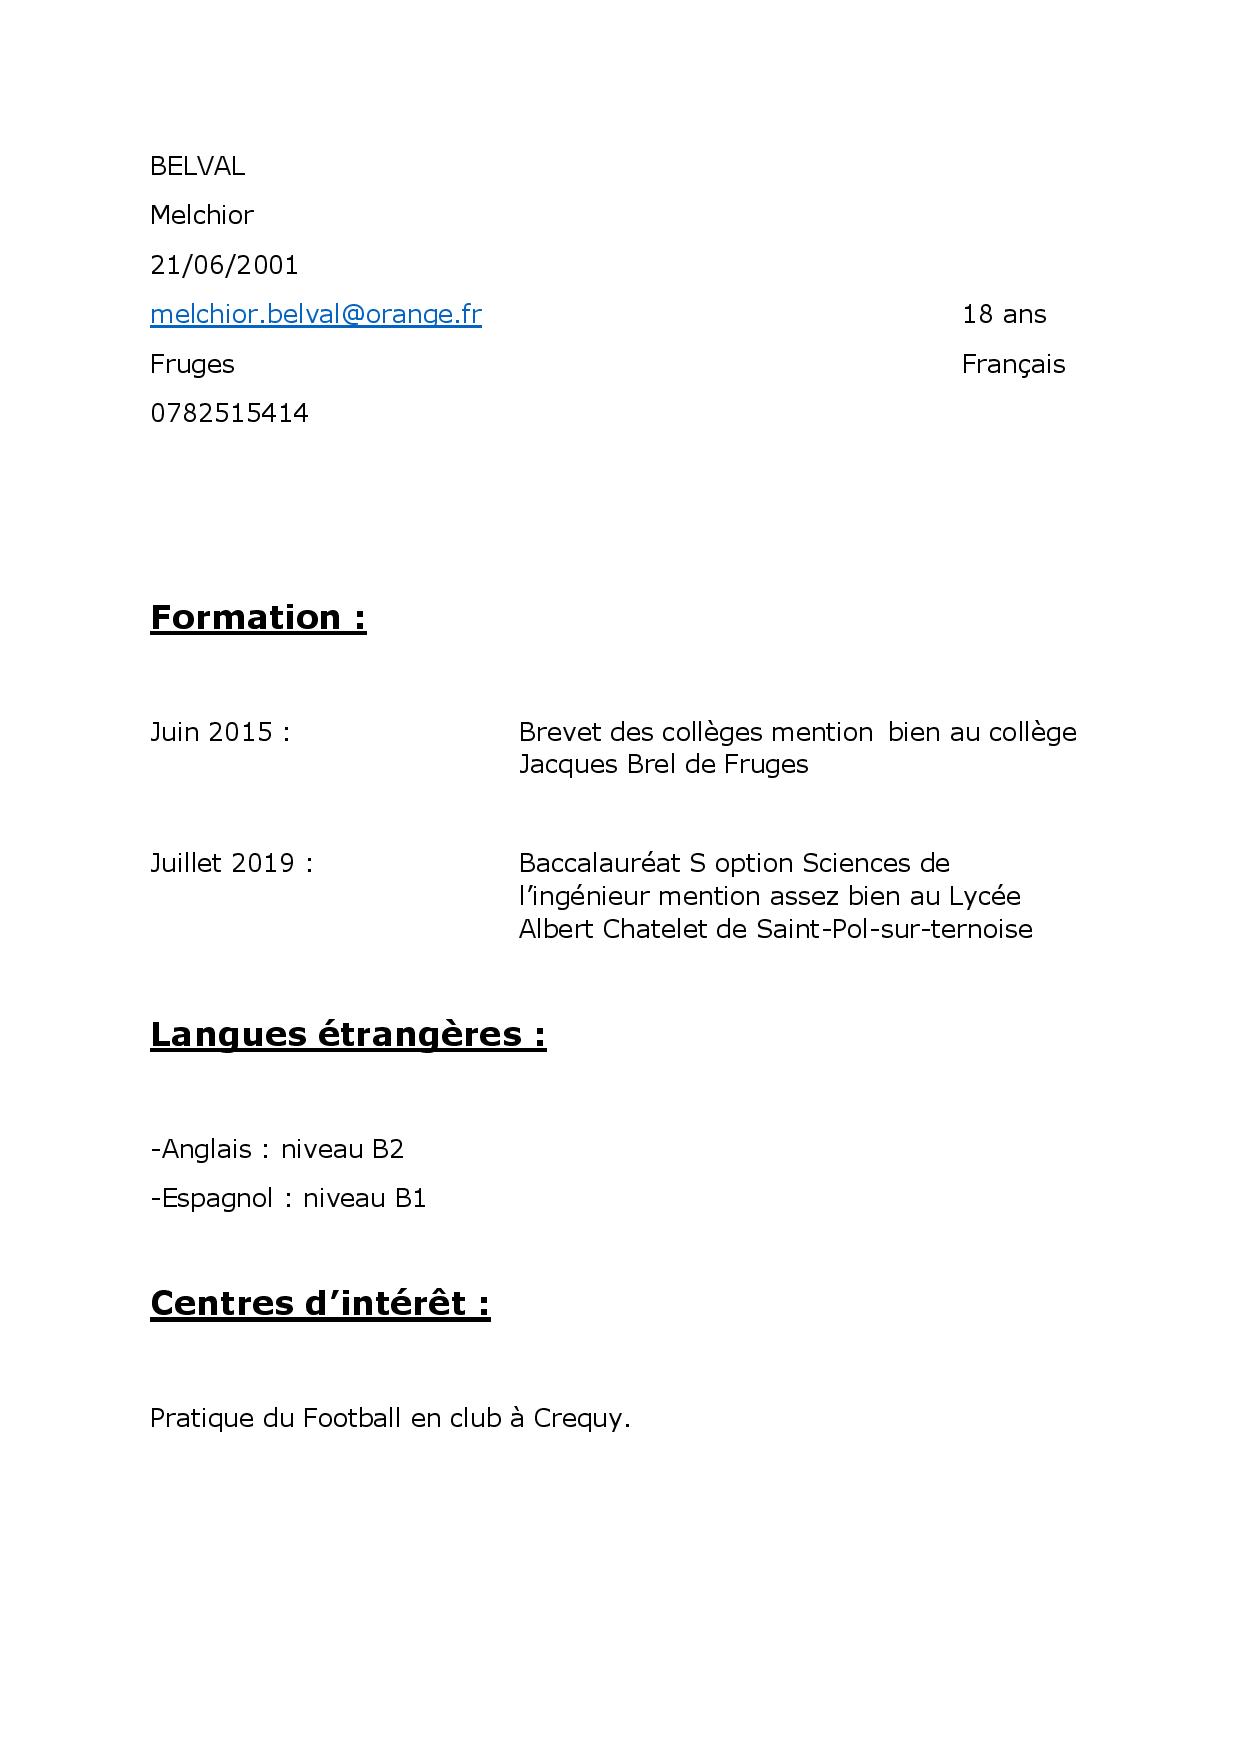 BELVAL
Melchior
21/06/2001
melchior.belval@orange.fr 18 ans
Fruges Français
0782515414
Formation :
Juin 2015 : Brevet des collèges mention bien au collège
Jacques Brel de Fruges
Juillet 2019 : Baccalauréat S option Sciences de
l’ingénieur mention assez bien au Lycée
Albert Chatelet de Saint-Pol-sur-ternoise
Langues étrangères :
-Anglais : niveau B2
-Espagnol : niveau B1
Centres d’intérêt :
Pratique du Football en club à Crequy.